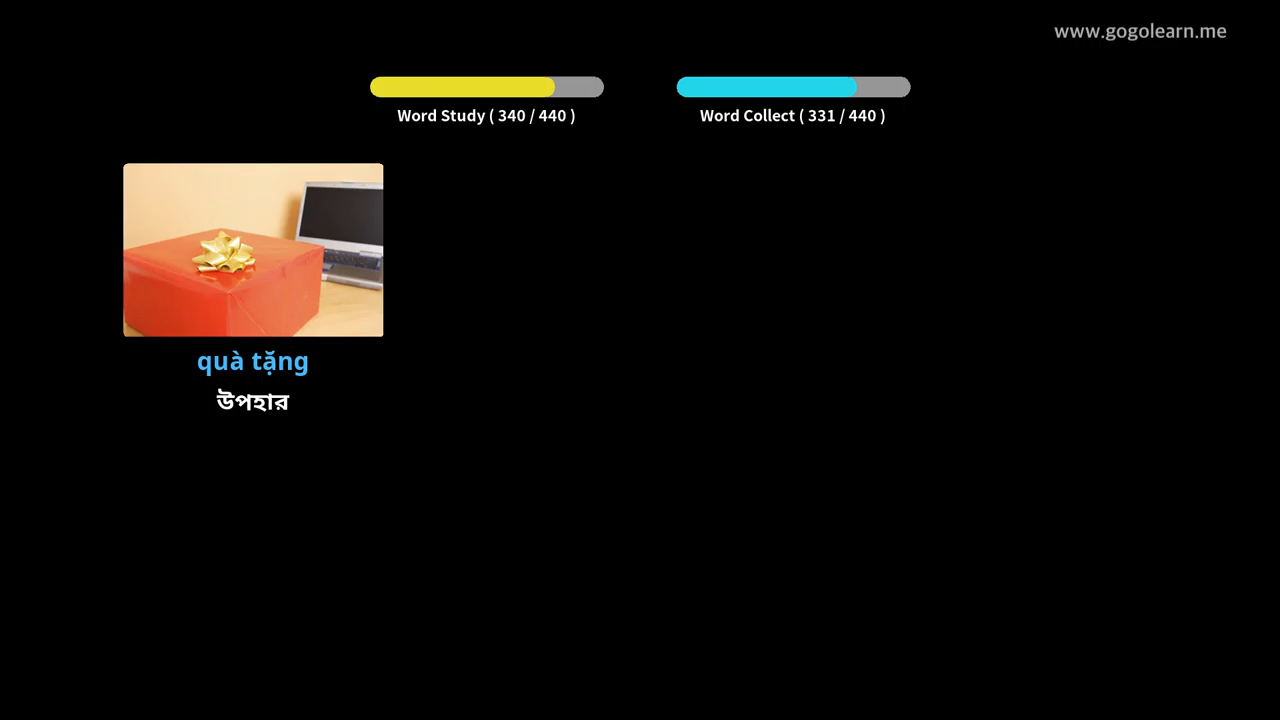 www.gogolearn.me
Word Study ( 340 / 440 )
Word Collect ( 331 / 440 )
quà tặng
উপহার